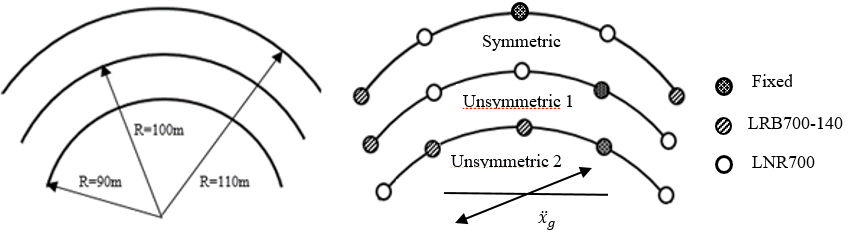 R=100m
R=90m
R=110m
Symmetric
Unsymmetric 1
Unsymmetric 2
ẍg
Fixed
LRB700-140
LNR700